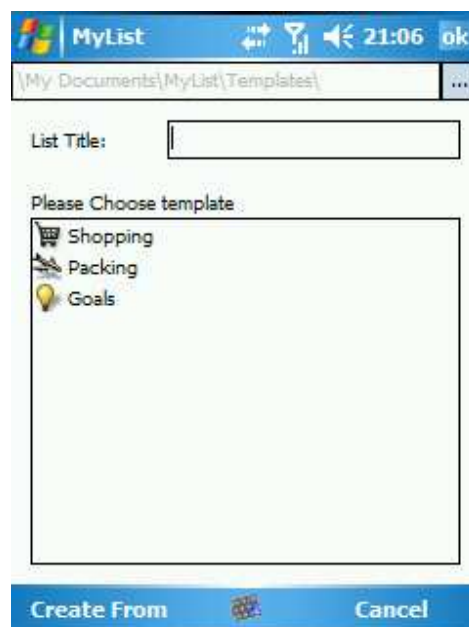 MyList 21:06 ok
\My Documents\MyList\Templates\ ...
List Title:
Please Choose template
Shopping
Packing
Goals
Create From Cancel